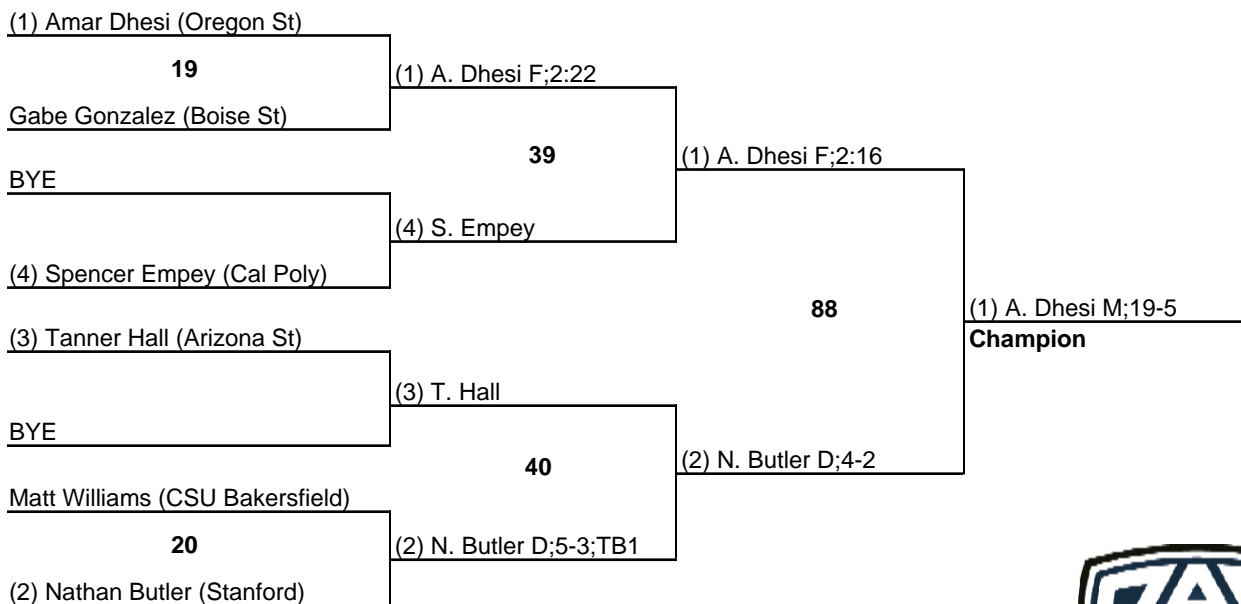 (1) Amar Dhesi (Oregon St)
19
(1) A. Dhesi F;2:22
Gabe Gonzalez (Boise St)
39
(1) A. Dhesi F;2:16
BYE
(4) S. Empey
(4) Spencer Empey (Cal Poly)
88
(1) A. Dhesi M;19-5
Champion
(3) Tanner Hall (Arizona St)
(3) T. Hall
BYE
40
(2) N. Butler D;4-2
Matt Williams (CSU Bakersfield)
20
(2) N. Butler D;5-3;TB1
(2) Nathan Butler (Stanford)